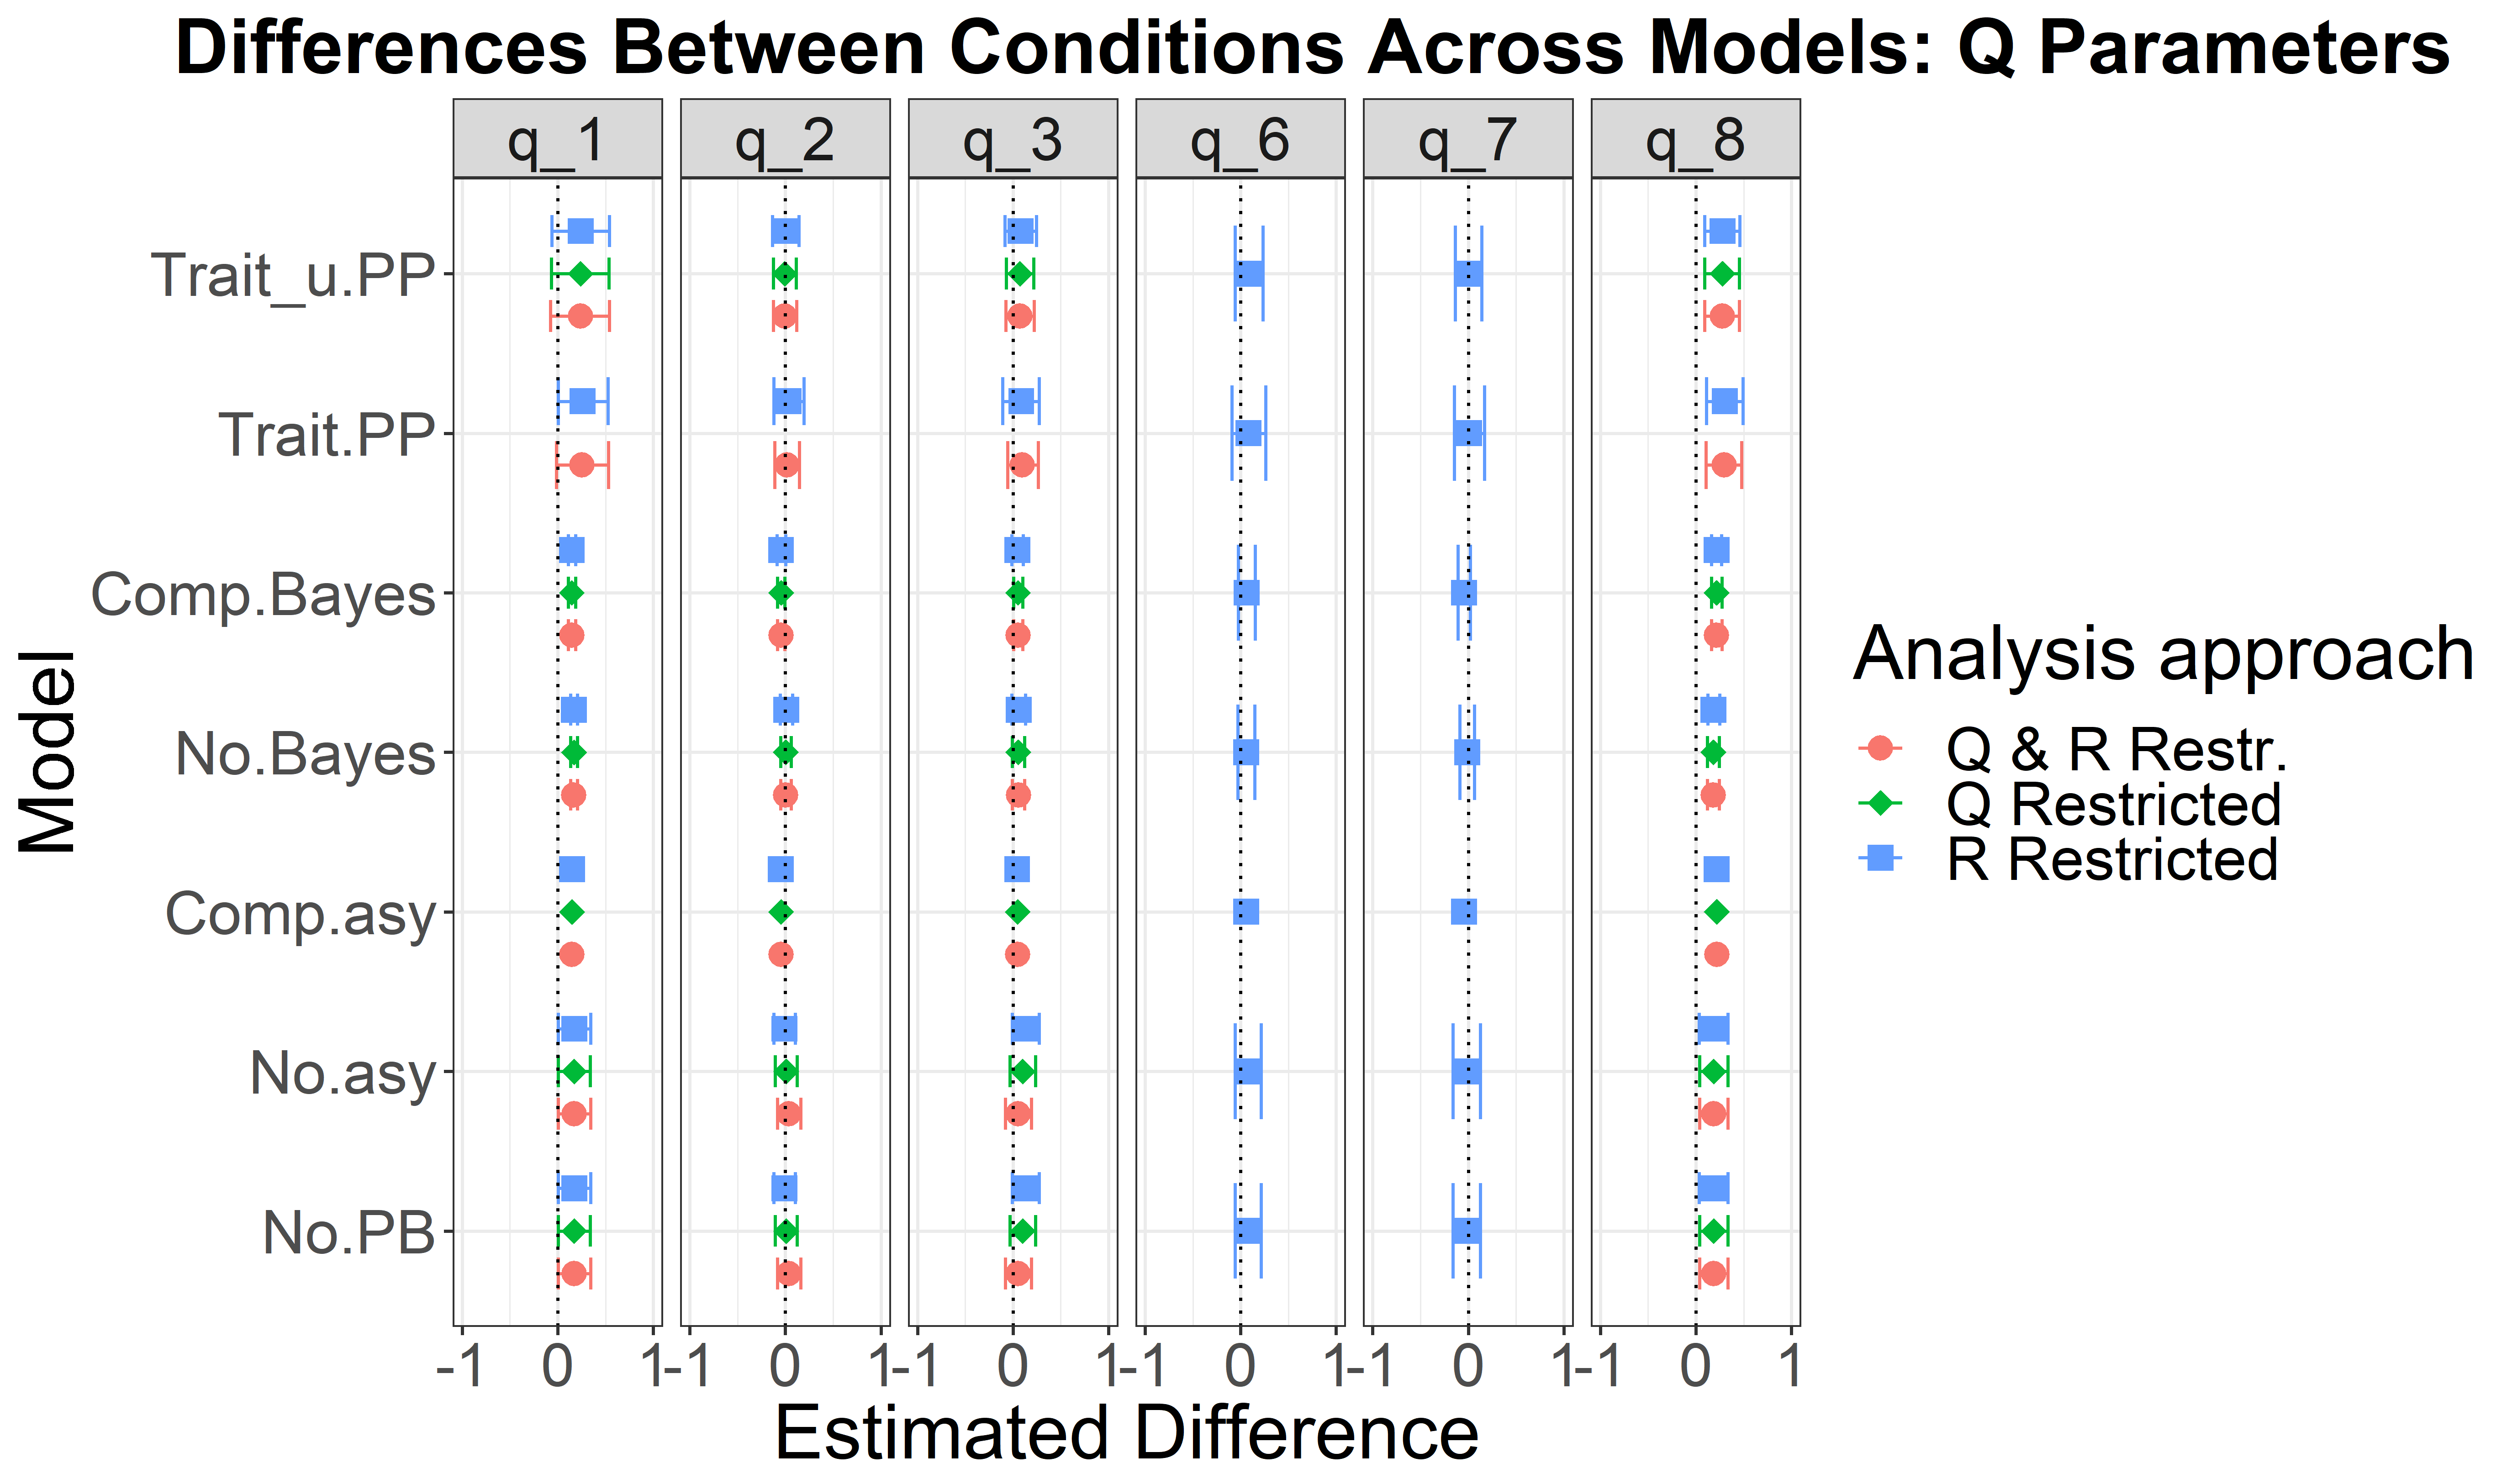 Differences Between Conditions Across Models: Q Parameters
q_1 q_2 q_3 q_6 q_7 q_8
Model
Trait_u.PP
Trait.PP
Comp.Bayes
No.Bayes
Comp.asy
No.asy
No.PB
-1 0 1 -1 0 1 -1 0 1 -1 0 1 -1 0 1 -1 0 1
Estimated Difference
Analysis approach
Q & R Restr.
Q Restricted
R Restricted